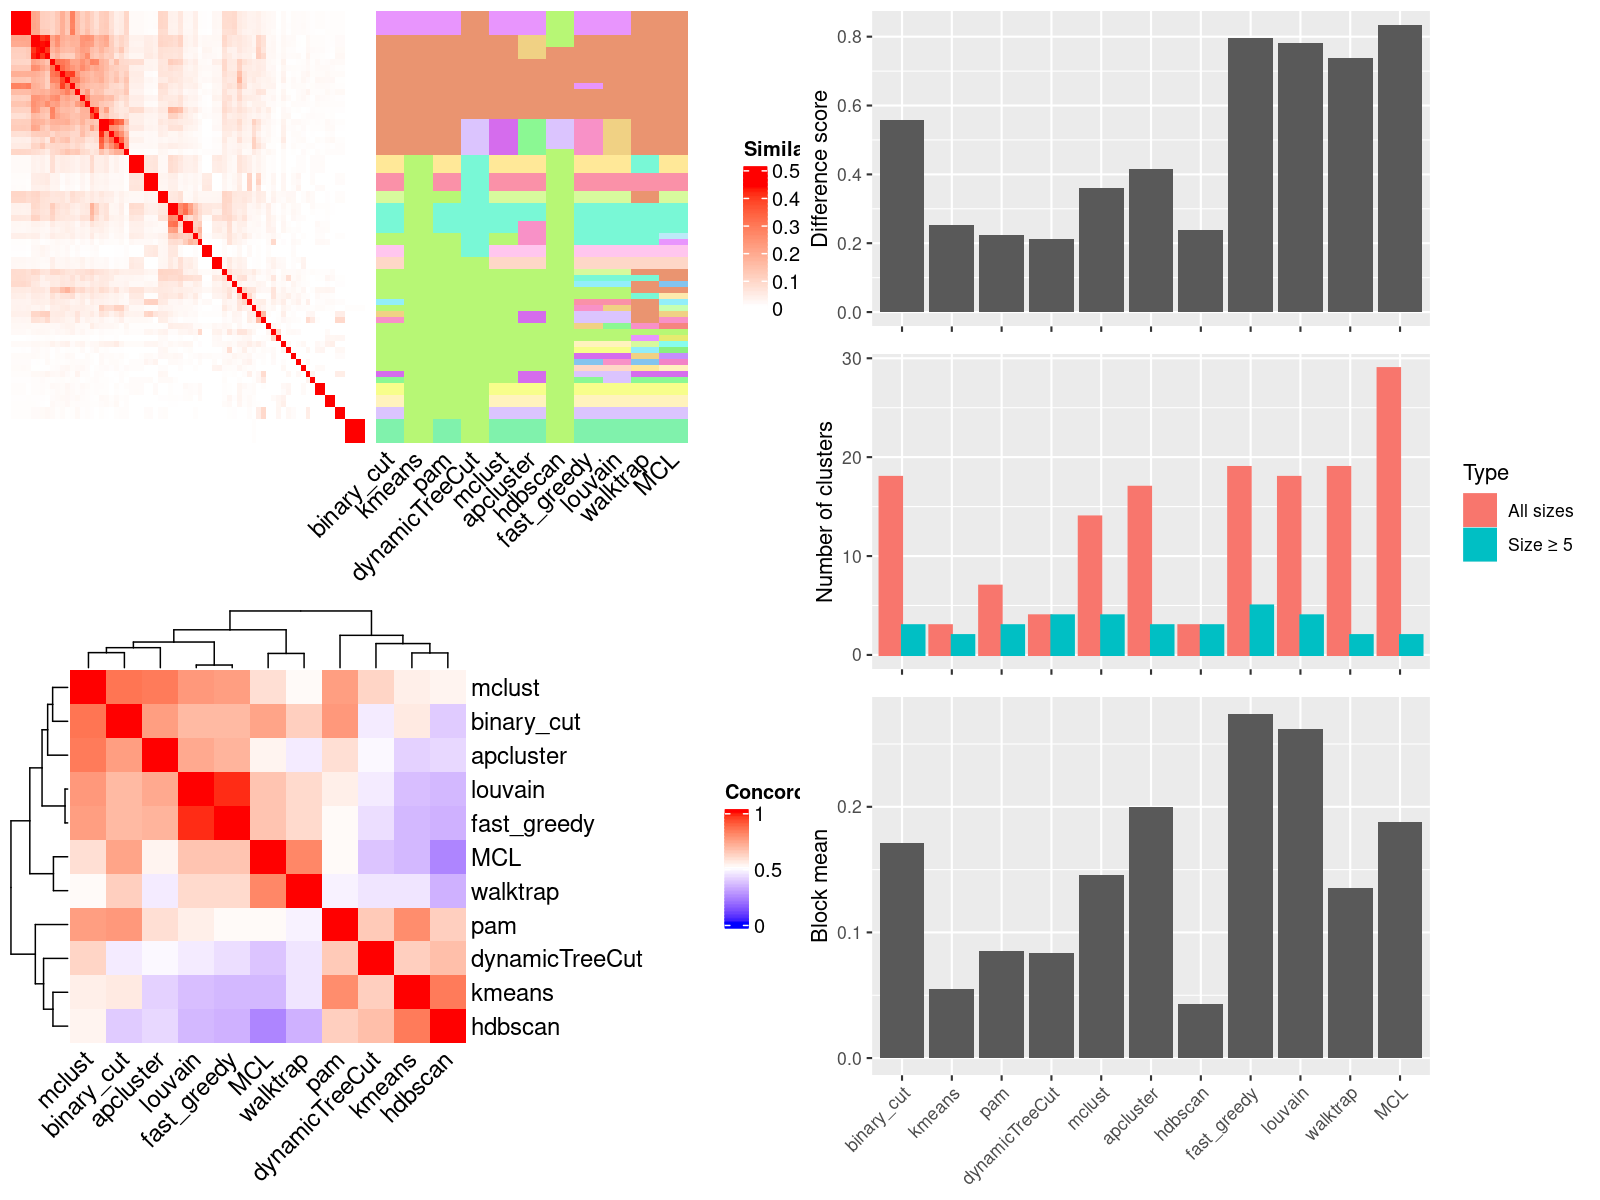 Simila
0.5
0.4
0.3
0.2
0.1
0
binary_cut
kmeans
pam
dynamicTreeCut
mclust
apcluster
hdbscan
fast_greedy
louvain
walktrap
MCL
mclust
binary_cut
apcluster
louvain
fast_greedy
MCL
walktrap
pam
dynamicTreeCut
kmeans
hdbscan
Concord
1
0.5
0
mclust
binary_cut
apcluster
louvain
fast_greedy
MCL
walktrap
pam
dynamicTreeCut
kmeans
hdbscan
Difference score
0.8
0.6
0.4
0.2
0.0
Number of clusters
30
20
10
0
Type
All sizes
Size ≥ 5
Block mean
0.2
0.1
0.0
binary_cut
kmeans
pam
dynamicTreeCut
mclust
apcluster
hdbscan
fast_greedy
louvain
walktrap
MCL